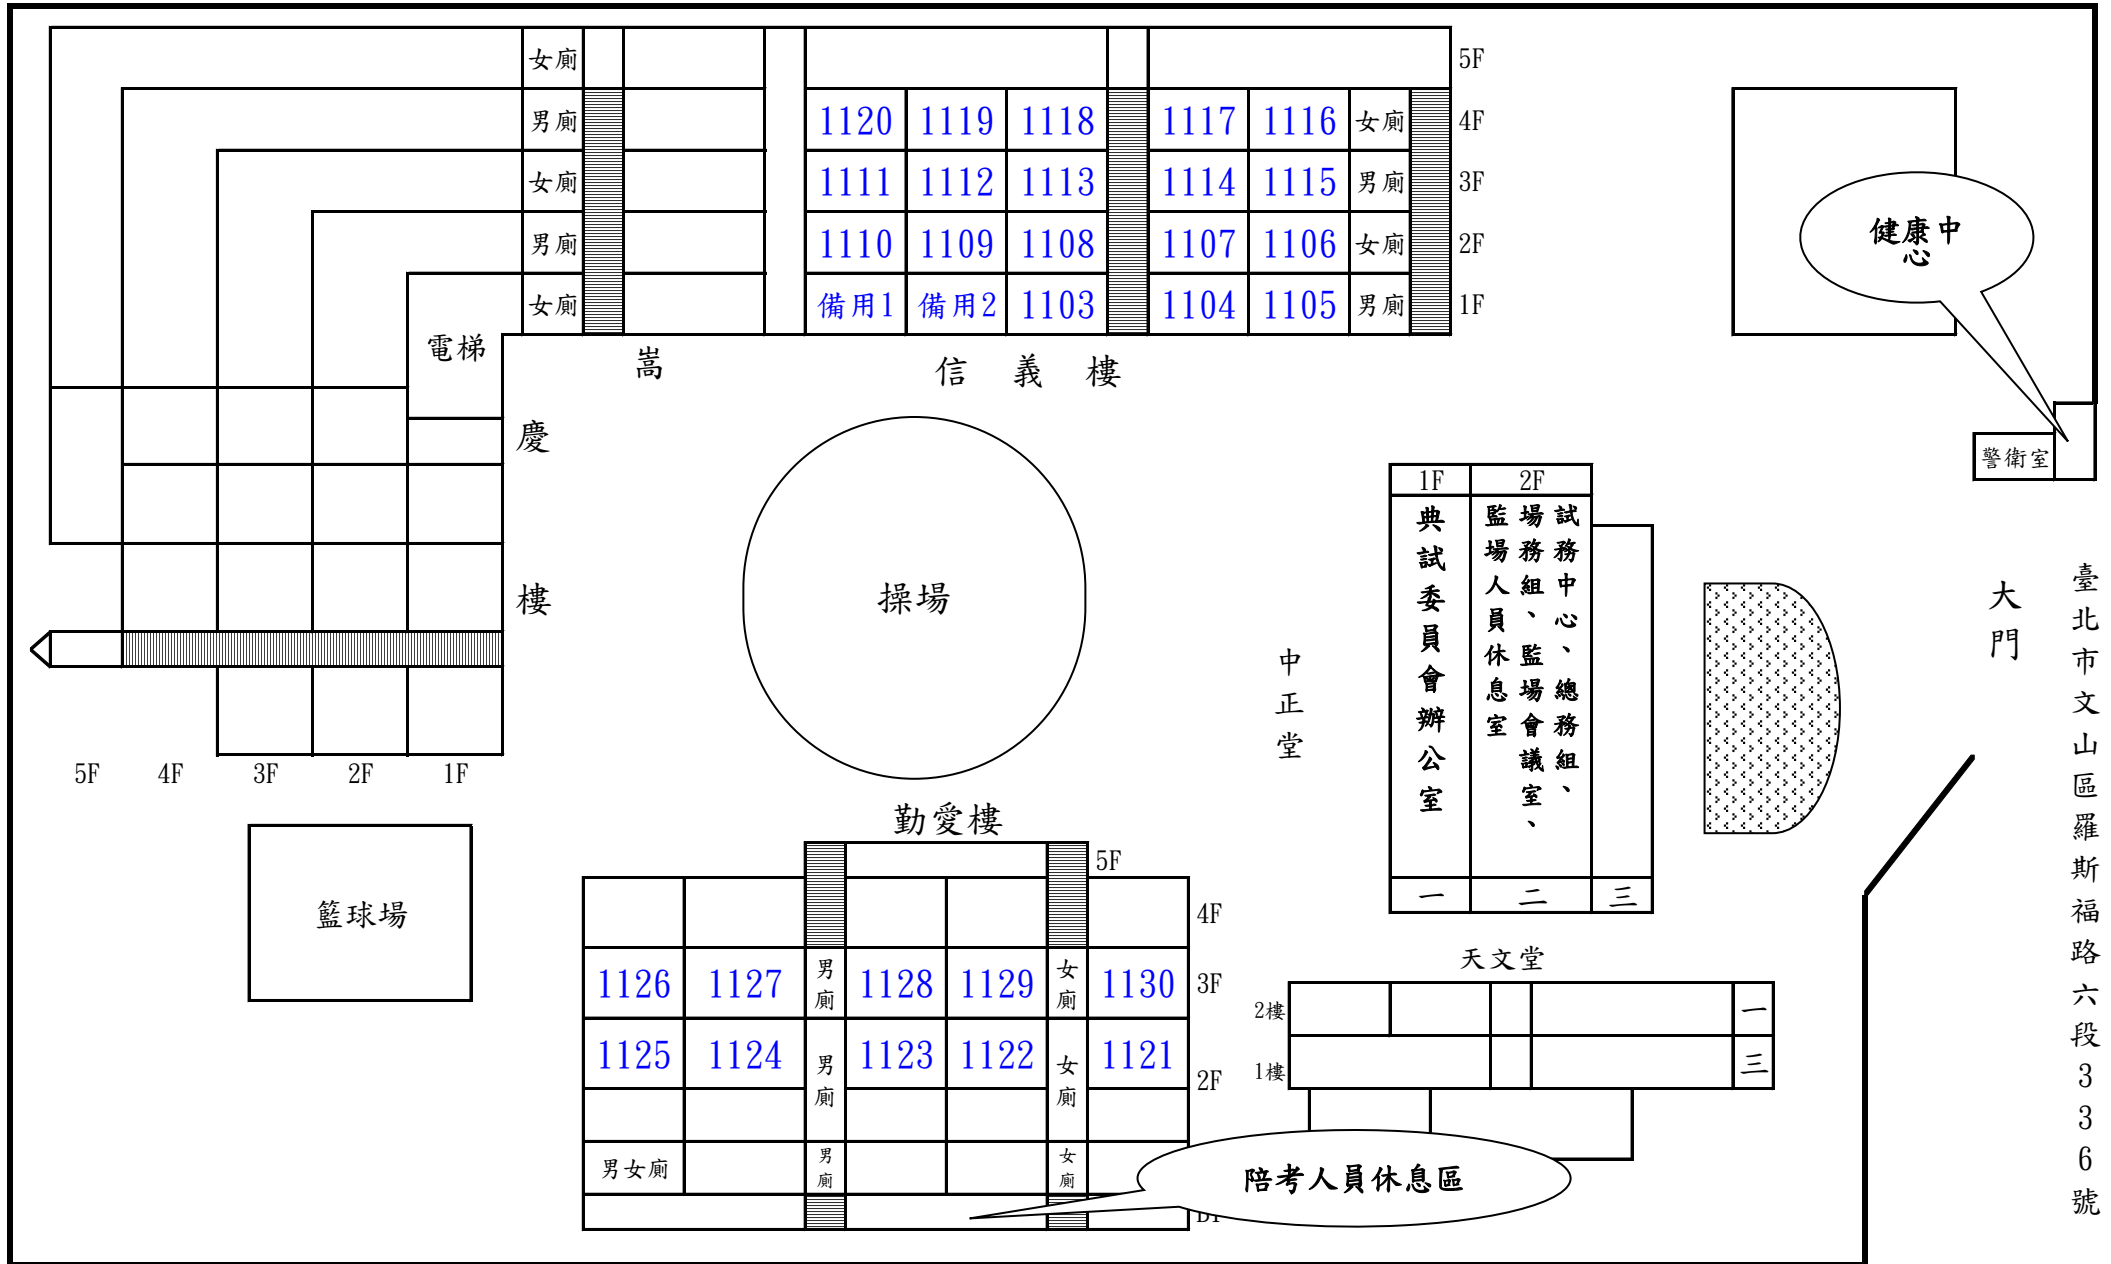 女廁 5F
男廁 1120 1119 1118 1117 1116 女廁 4F
女廁 1111 1112 1113 1114 1115 男廁 3F
男廁 1110 1109 1108 1107 1106 女廁 2F
女廁 備用1 備用2 1103 1104 1105 男廁 1F
電梯
嵩慶樓
信義樓
健康中
心
警衛室
操場
中正堂
1F 2F
典試委員會辦公室
試務中心、總務組、
場務組、監場會議室、
監場人員休息室
一 二 三
大門
臺北市文山區羅斯福路六段336號
5F 4F 3F 2F 1F
籃球場
勤愛樓
5F
4F
1126 1127 男廁 1128 1129 女廁 1130 3F
1125 1124 男廁 1123 1122 女廁 1121 2F
男女廁 男廁 女廁
陪考人員休息區
天文堂
2樓 一
1樓 三